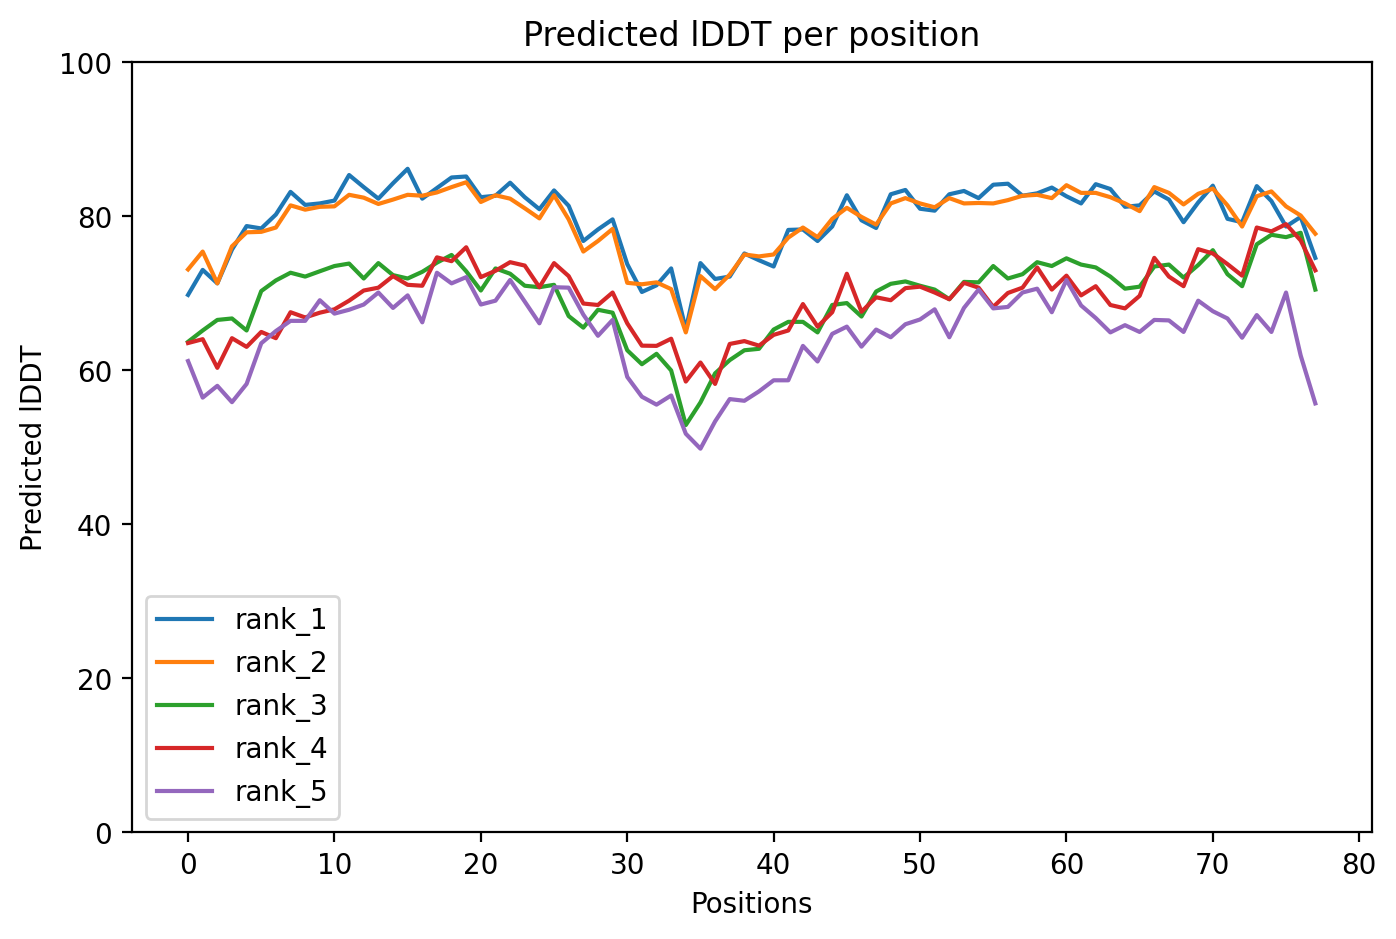 Predicted lDDT per position
100
80
60
40
20
0
Predicted lDDT
rank_1
rank_2
rank_3
rank_4
rank_5
0 10 20 30 40 50 60 70 80
Positions